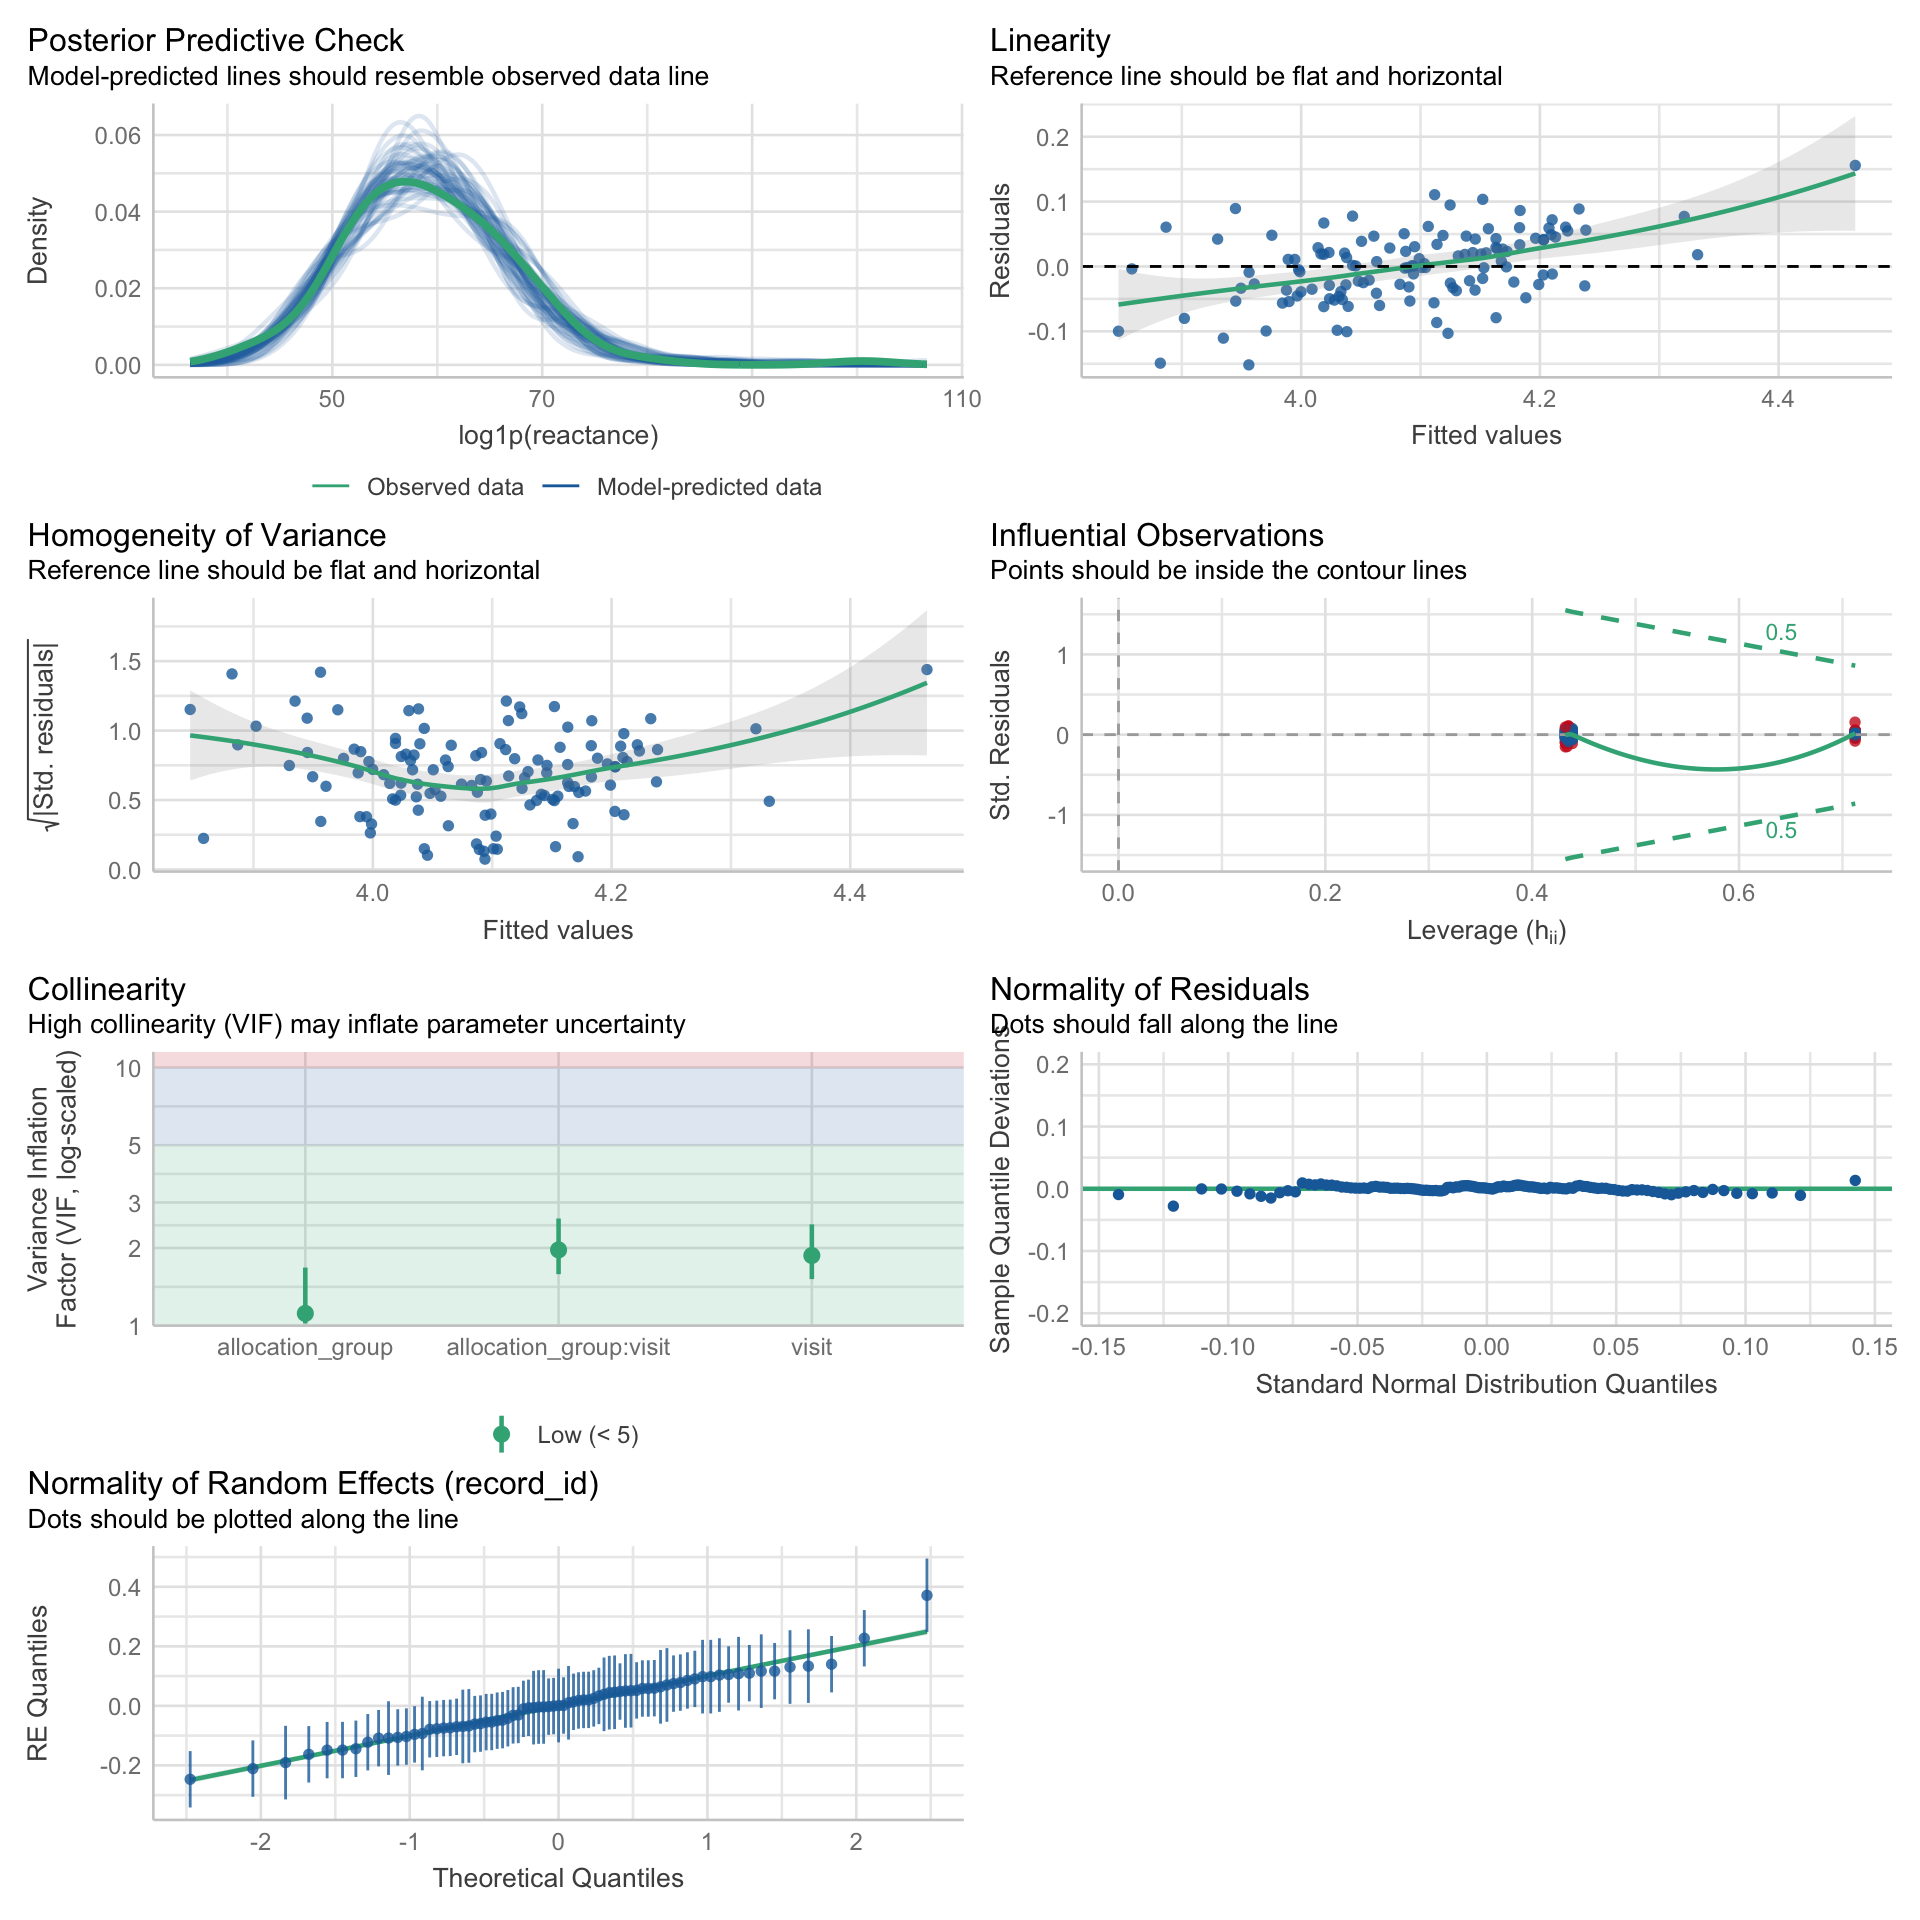 Posterior Predictive Check
Model-predicted lines should resemble observed data line
0.06
0.04
0.02
0.00
Density
50
70
90
110
log1p(reactance)
Observed data
Model-predicted data
Linearity
Reference line should be flat and horizontal
0.2
0.1
0.0
-0.1
Residuals
4.0
4.2
4.4
Fitted values
Homogeneity of Variance
Reference line should be flat and horizontal
1.5
1.0
0.5
0.0
√|Std. residuals|
4.0
4.2
4.4
Fitted values
Influential Observations
Points should be inside the contour lines
1
0
-1
Std. Residuals
0.5
0.5
0.0
0.2
0.4
0.6
Leverage (hii)
Collinearity
High collinearity (VIF) may inflate parameter uncertainty
10
5
3
2
1
Variance Inflation
Factor (VIF, log-scaled)
allocation_group
allocation_group:visit
visit
Low (< 5)
Normality of Residuals
Dots should fall along the line
0.2
0.1
0.0
-0.1
-0.2
Sample Quantile Deviations
-0.15
-0.10
-0.05
0.00
0.05
0.10
0.15
Standard Normal Distribution Quantiles
Normality of Random Effects (record_id)
Dots should be plotted along the line
0.4
0.2
0.0
-0.2
RE Quantiles
-2
-1
0
1
2
Theoretical Quantiles